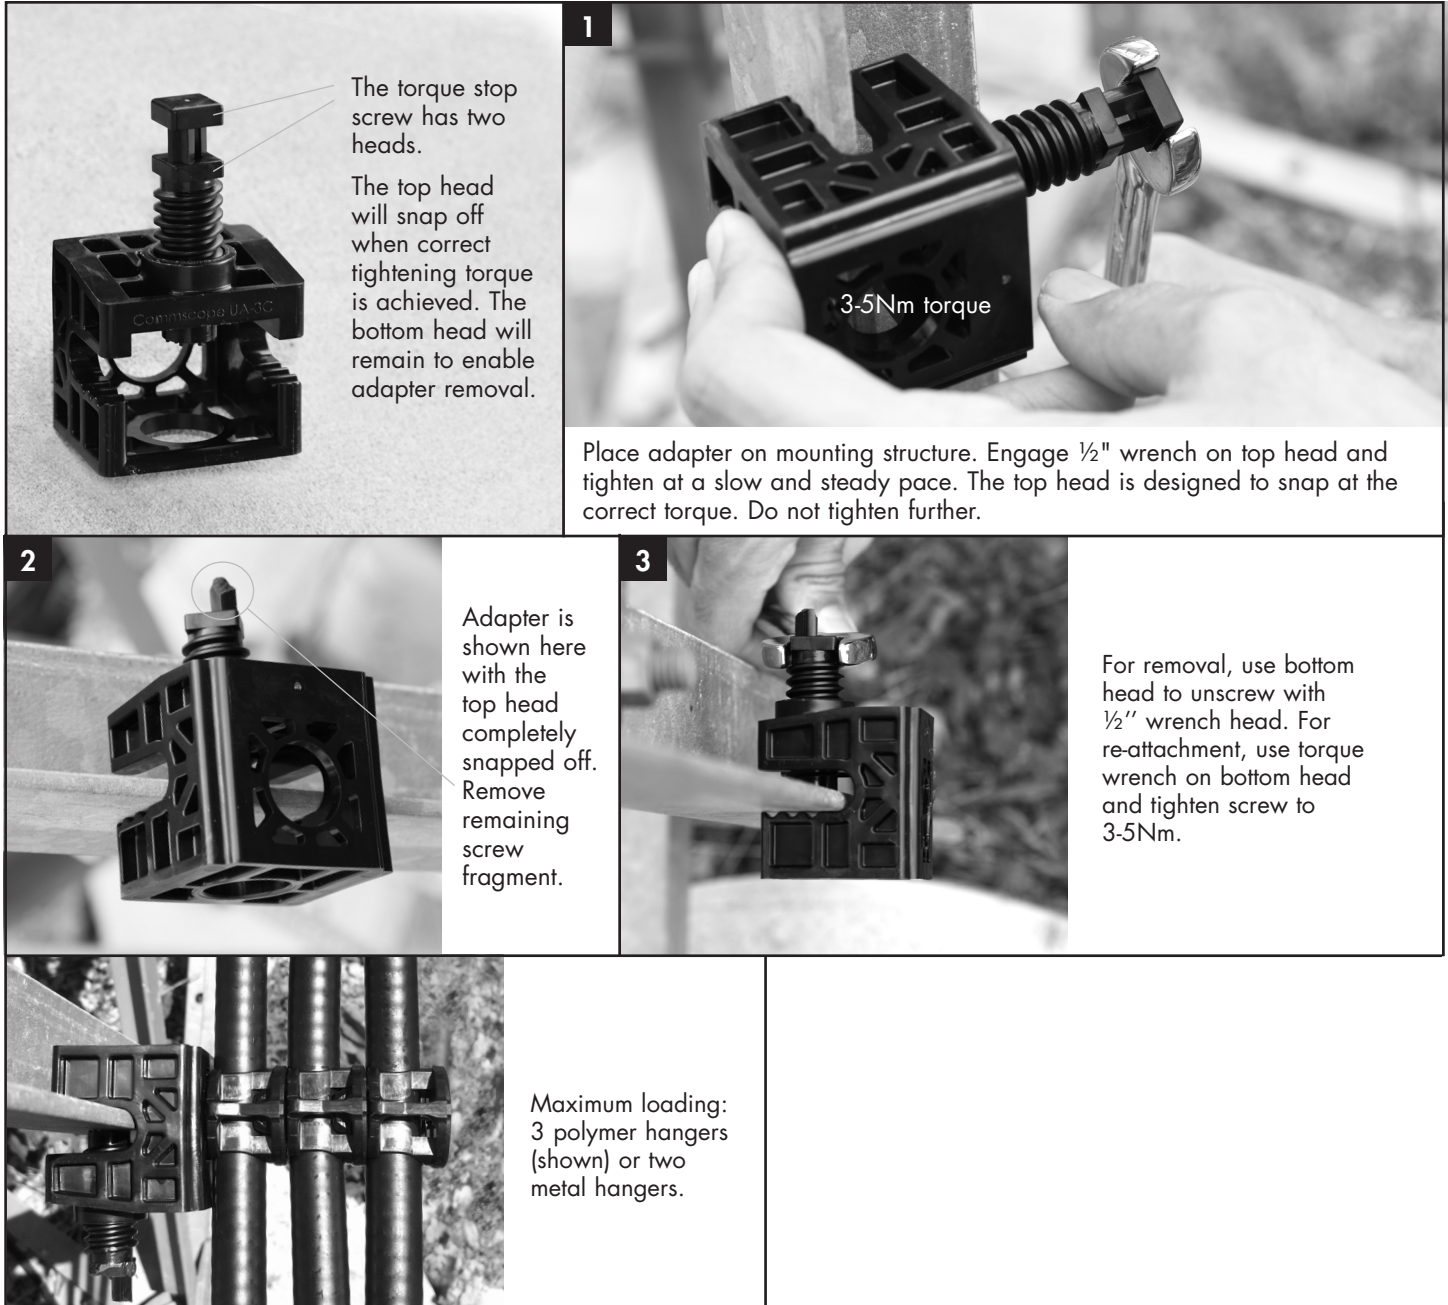 The torque stop
screw has two
heads.
The top head
will snap off
when correct
tightening torque
is achieved. The
bottom head will
remain to enable
adapter removal.
Commscope UA-3C
1
3-5Nm torque
Place adapter on mounting structure. Engage ½" wrench on top head and
tighten at a slow and steady pace. The top head is designed to snap at the
correct torque. Do not tighten further.
2
Adapter is
shown here
with the
top head
completely
snapped off.
Remove
remaining
screw
fragment.
3
For removal, use bottom
head to unscrew with
½’’ wrench head. For
re-attachment, use torque
wrench on bottom head
and tighten screw to
3-5Nm.
Maximum loading:
3 polymer hangers
(shown) or two
metal hangers.